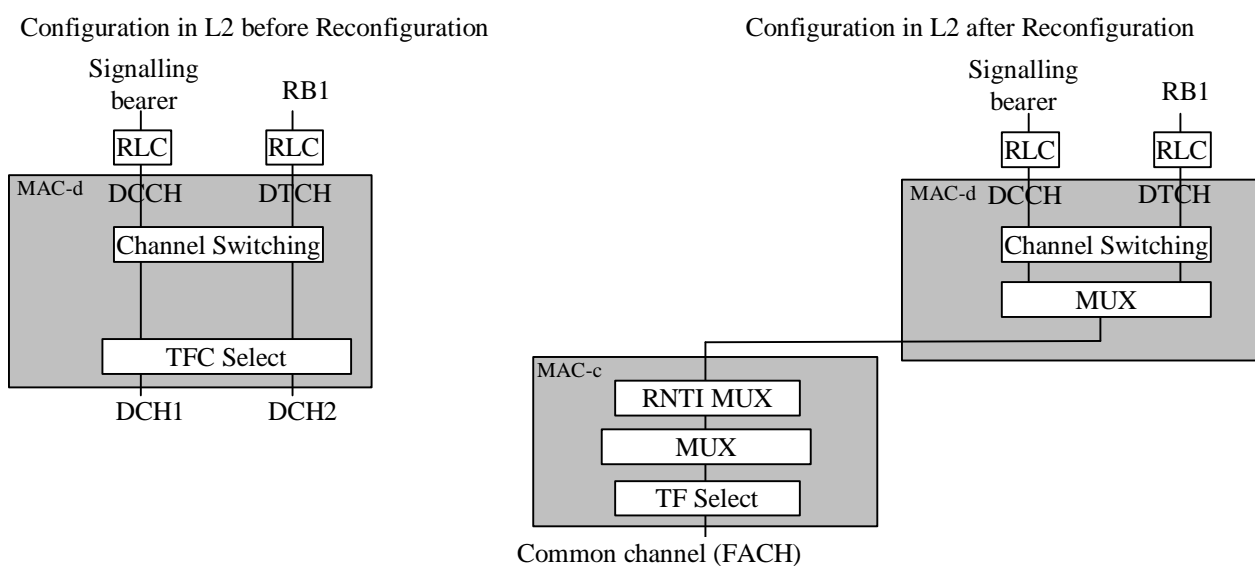 Configuration in L2 before Reconfiguration
Signalling
bearer
RB1
RLC
RLC
MAC-d
DCCH
DTCH
Channel Switching
TFC Select
DCH1
DCH2
Configuration in L2 after Reconfiguration
Signalling
bearer
RB1
RLC
RLC
MAC-d
DCCH
DTCH
Channel Switching
MUX
MAC-c
RNTI MUX
MUX
TF Select
Common channel (FACH)